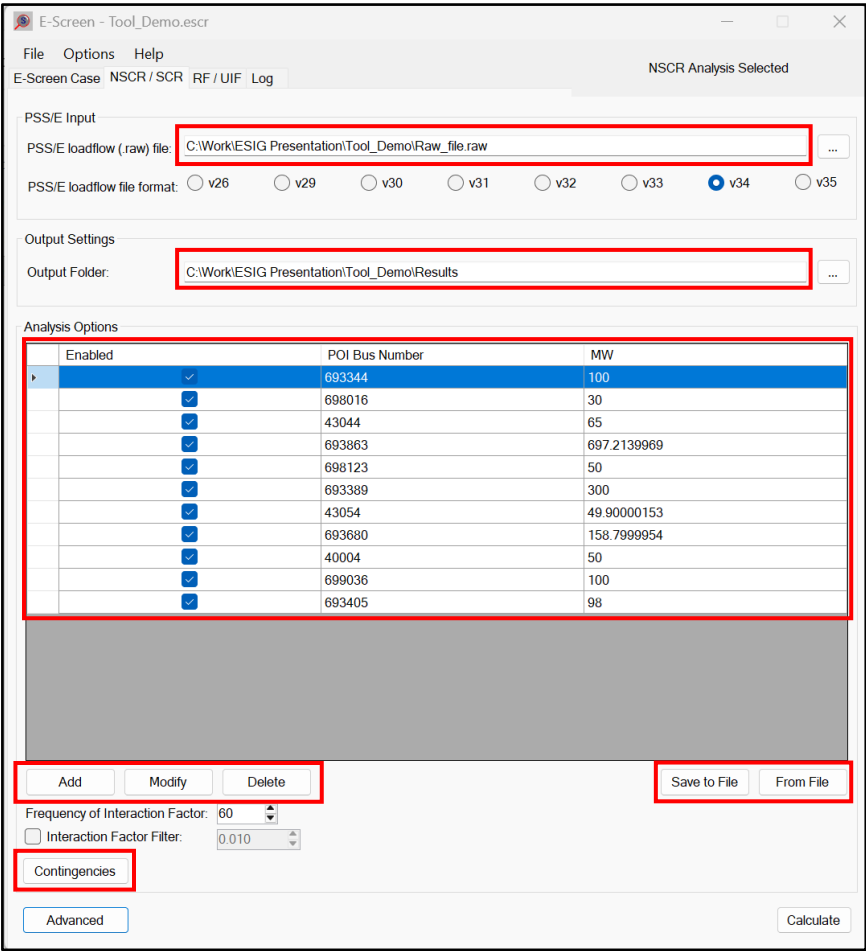 E-Screen - Tool_Demo.escr
File Options Help
E-Screen Case NSCR / SCR RF / UIF Log
NSCR Analysis Selected
PSS/E Input
PSS/E loadflow (.raw) file: C:\Work\ESIG Presentation\Tool_Demo\Raw_file.raw ...
PSS/E loadflow file format: v26 v29 v30 v31 v32 v33 v34 v35
Output Settings
Output Folder: C:\Work\ESIG Presentation\Tool_Demo\Results ...
Analysis Options
Enabled POI Bus Number MW
693344 100
698016 30
43044 65
693863 697.2139969
698123 50
693389 300
43054 49.90000153
693680 158.7999954
40004 50
699036 100
693405 98
Add Modify Delete Save to File From File
Frequency of Interaction Factor: 60
Interaction Factor Filter: 0.010
Contingencies
Advanced Calculate